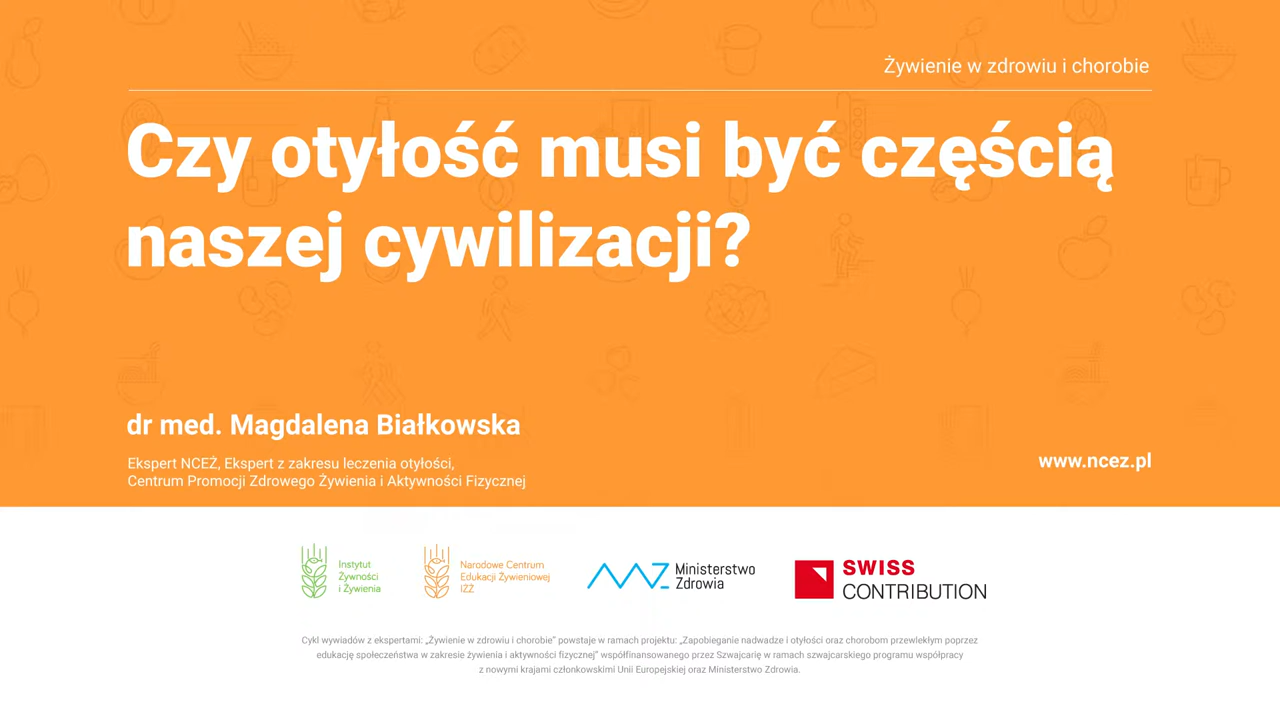 Żywienie w zdrowiu i chorobie
Czy otyłość musi być częścią
naszej cywilizacji?
dr med. Magdalena Białkowska
Ekspert NCEŻ, Ekspert z zakresu leczenia otyłości,
Centrum Promocji Zdrowego Żywienia i Aktywności Fizycznej
www.ncez.pl
Instytut
Żywności
i Żywienia
Narodowe Centrum
Edukacji Żywieniowej
IŻŻ
Ministerstwo
Zdrowia
SWISS
CONTRIBUTION
Cykl wywiadów z ekspertami: „Żywienie w zdrowiu i chorobie" powstaje w ramach projektu: „Zapobieganie nadwadze i otyłości oraz chorobom przewlekłym poprzez
edukację społeczeństwa w zakresie żywienia i aktywności fizycznej" współfinansowanego przez Szwajcarię w ramach szwajcarskiego programu współpracy
z nowymi krajami członkowskimi Unii Europejskiej oraz Ministerstwo Zdrowia.